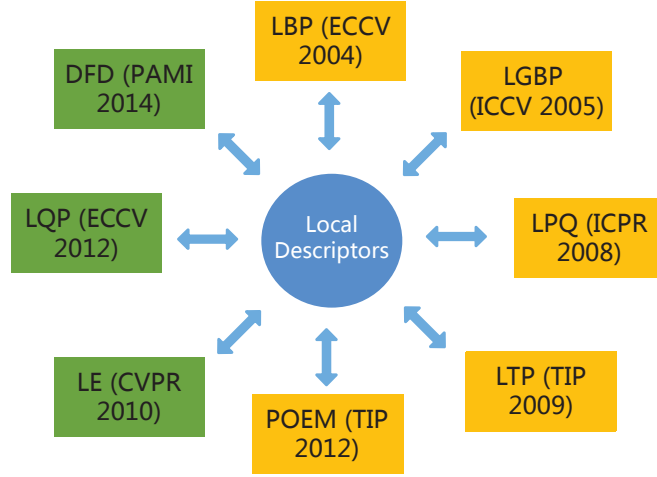 LBP (ECCV
2004)
DFD (PAMI
2014)
LGBP
(ICCV 2005)
LQP (ECCV
2012)
Local
Descriptors
LPQ (ICPR
2008)
LE (CVPR
2010)
POEM (TIP
2012)
LTP (TIP
2009)